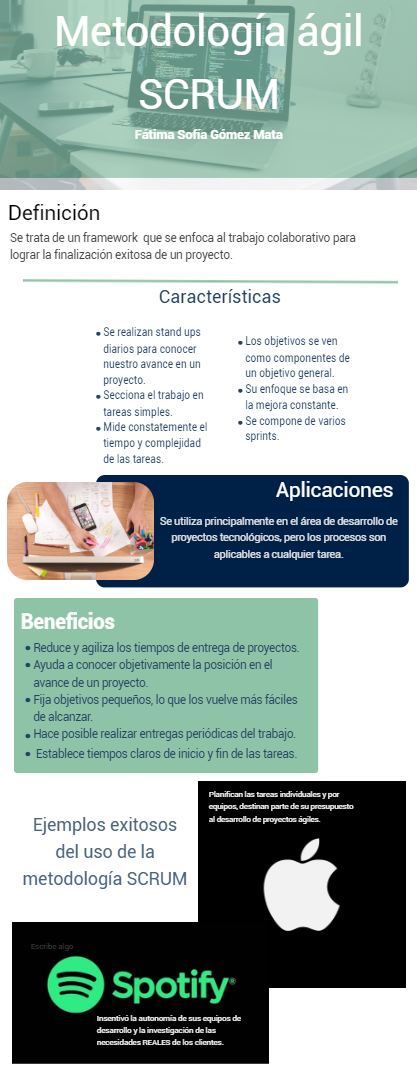 Metodología ágil
SCRUM
Fátima Sofía Gómez Mata
Definición
Se trata de un framework que se enfoca al trabajo colaborativo para
lograr la finalización exitosa de un proyecto.
Características
• Se realizan stand ups
diarios para conocer
nuestro avance en un
proyecto.
• Secciona el trabajo en
tareas simples.
• Mide constatemente el
tiempo y complejidad
de las tareas.
• Los objetivos se ven
como componentes de
un objetivo general.
• Su enfoque se basa en
la mejora constante.
• Se compone de varios
sprints.
Aplicaciones
Se utiliza principalmente en el área de desarrollo de
proyectos tecnológicos, pero los procesos son
aplicables a cualquier tarea.
Beneficios
• Reduce y agiliza los tiempos de entrega de proyectos.
• Ayuda a conocer objetivamente la posición en el
avance de un proyecto.
• Fija objetivos pequeños, lo que los vuelve más fáciles
de alcanzar.
• Hace posible realizar entregas periódicas del trabajo.
• Establece tiempos claros de inicio y fin de las tareas.
Ejemplos exitosos
del uso de la
metodología SCRUM
Planifican las tareas individuales y por
equipos, destinan parte de su presupuesto
al desarrollo de proyectos ágiles.
Escribe algo
Spotify®
Insentivó la autonomía de sus equipos de
desarrollo y la investigación de las
necesidades REALES de los clientes.